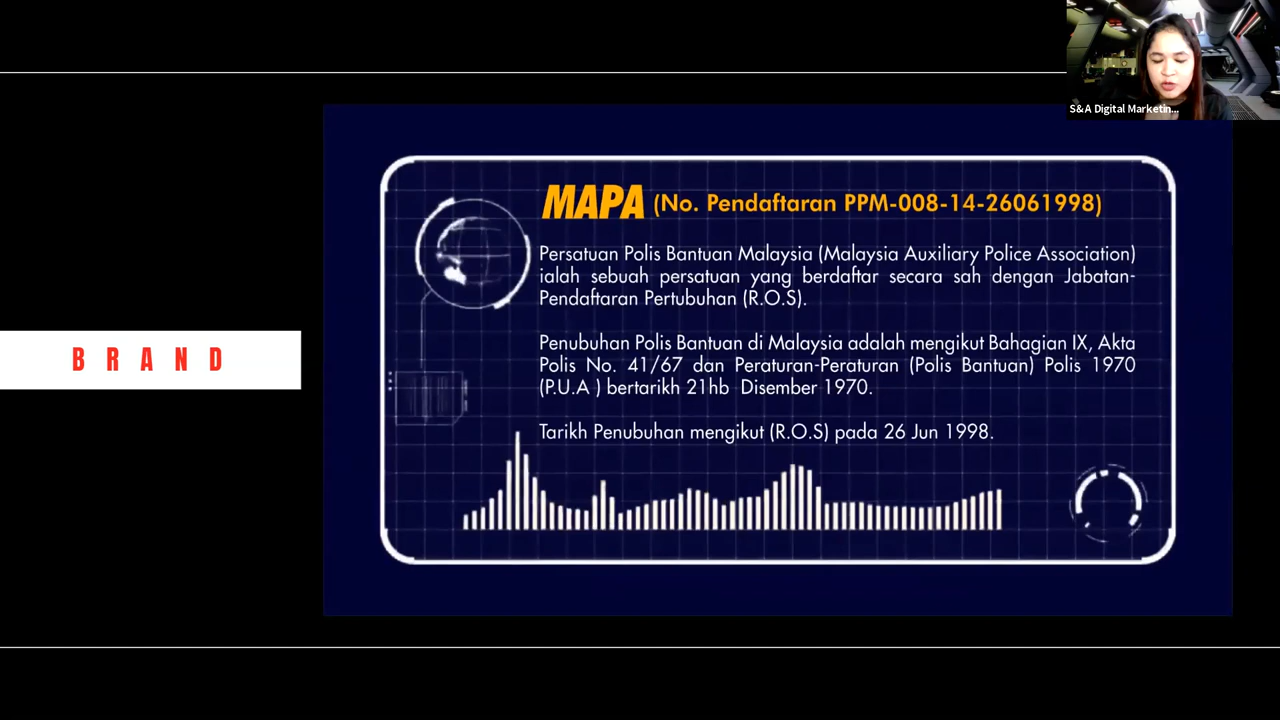 S&A Digital Marketin...
BRAND
MAPA (No. Pendaftaran PPM-008-14-26061998)
Persatuan Polis Bantuan Malaysia (Malaysia Auxiliary Police Association)
ialah sebuah persatuan yang berdaftar secara sah dengan Jabatan-
Pendaftaran Pertubuhan (R.O.S).
Penubuhan Polis Bantuan di Malaysia adalah mengikut Bahagian IX, Akta
Polis No. 41/67 dan Peraturan-Peraturan (Polis Bantuan) Polis 1970
(P.U.A ) bertarikh 21hb Disember 1970.
Tarikh Penubuhan mengikut (R.O.S) pada 26 Jun 1998.